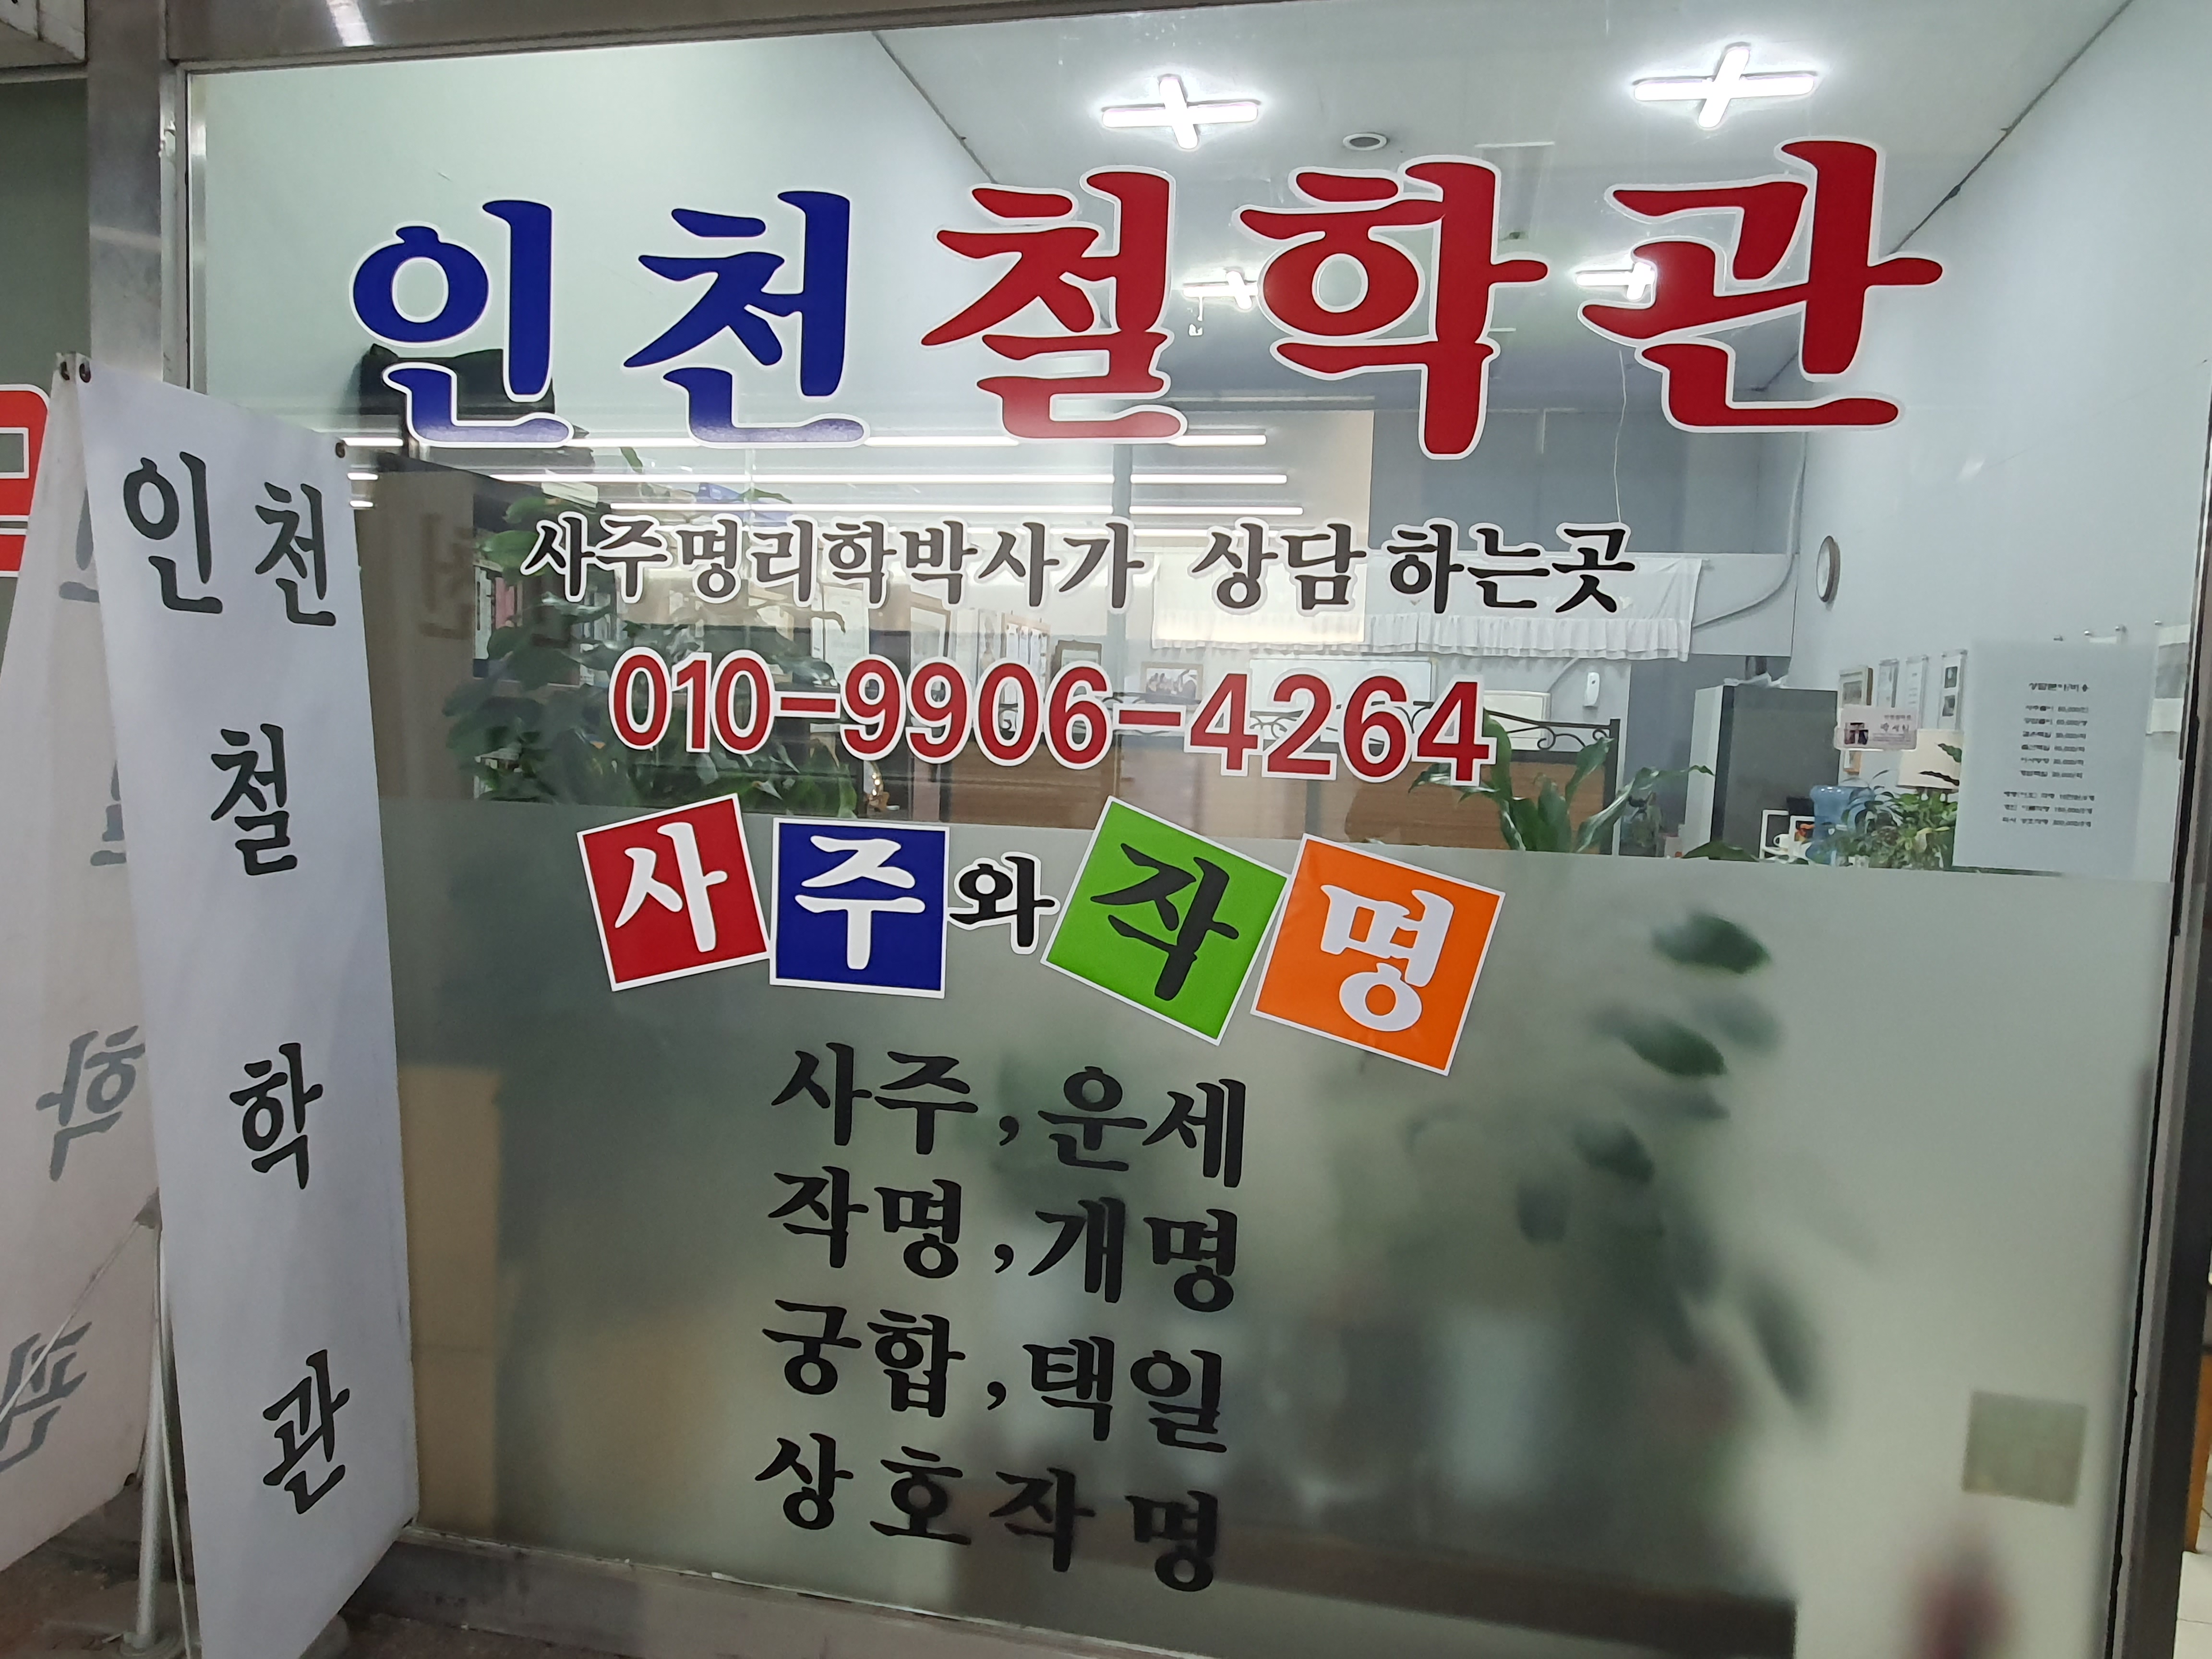 인천철학관
사주명리학박사가 상담하는곳
010-9906-4264
사주와작명
사주,운세
작명,개명
궁합,택일
상호작명
인천
철
학
관